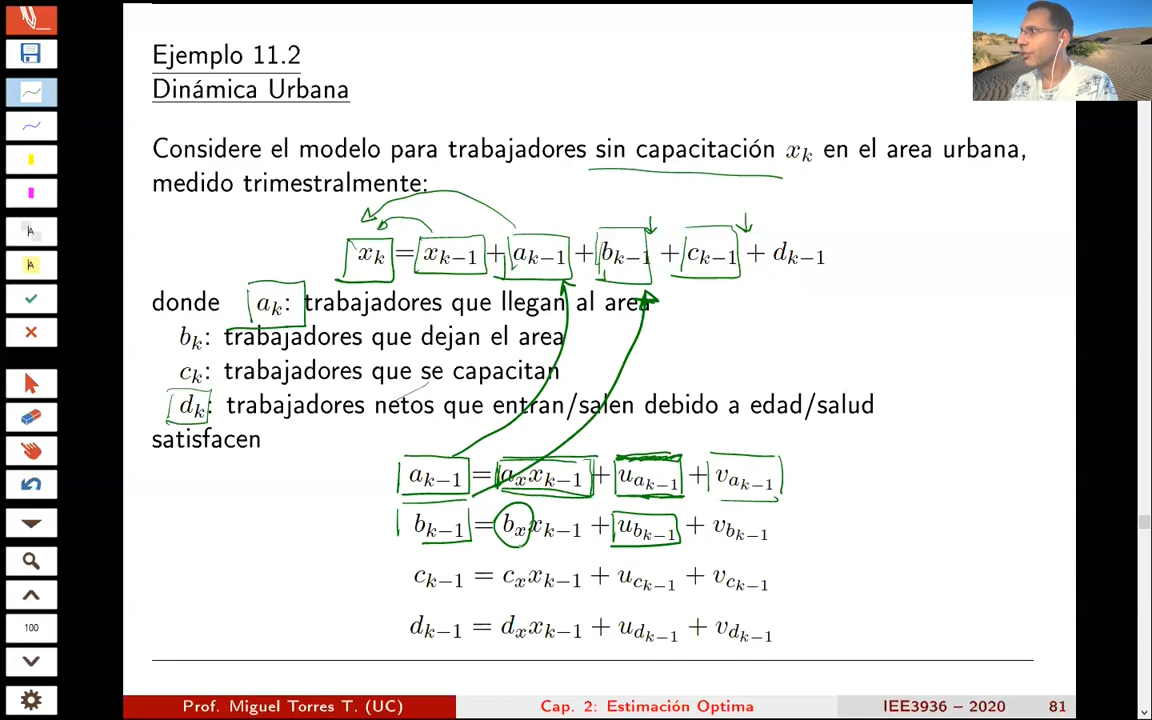 Ejemplo 11.2
Dinámica Urbana
Considere el modelo para trabajadores sin capacitación x_k en el area urbana,
medido trimestralmente:
x_k = x_{k−1} + a_{k−1} + b_{k−1} + c_{k−1} + d_{k−1}
donde a_k: trabajadores que llegan al area
b_k: trabajadores que dejan el area
c_k: trabajadores que se capacitan
d_k: trabajadores netos que entran/salen debido a edad/salud
satisfacen
a_{k−1} = a_x x_{k−1} + u_{a_{k−1}} + v_{a_{k−1}}
b_{k−1} = b_x x_{k−1} + u_{b_{k−1}} + v_{b_{k−1}}
c_{k−1} = c_x x_{k−1} + u_{c_{k−1}} + v_{c_{k−1}}
d_{k−1} = d_x x_{k−1} + u_{d_{k−1}} + v_{d_{k−1}}
Prof. Miguel Torres T. (UC) Cap. 2: Estimación Optima IEE3936 – 2020 81
A
A
100